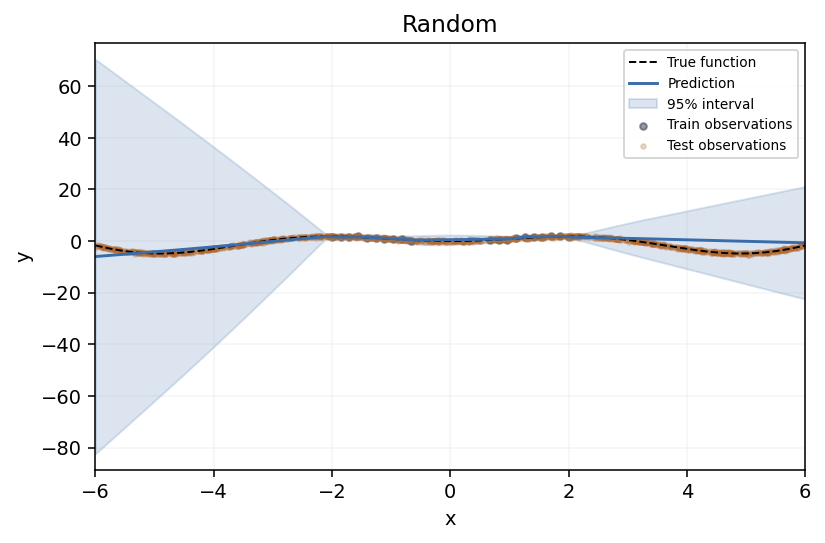 Random
True function
Prediction
95% interval
Train observations
Test observations
60
40
20
0
−20
−40
−60
−80
y
−6
−4
−2
0
2
4
6
x